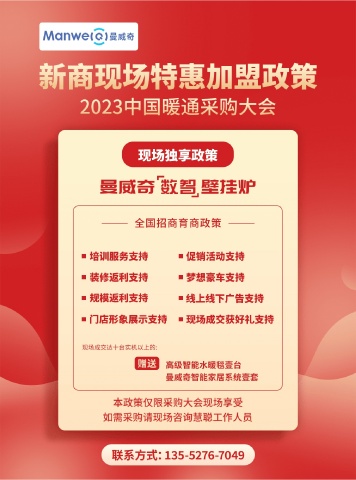 Manwe 曼威奇
新商现场特惠加盟政策
2023中国暖通采购大会
现场独享政策
曼威奇「数智」壁挂炉
全国招商育商政策
培训服务支持
促销活动支持
装修返利支持
梦想豪车支持
规模返利支持
线上线下广告支持
门店形象展示支持
现场成交获好礼支持
现场成交达十台实机以上的:
赠送
高级智能水暖毯壹台
曼威奇智能家居系统壹套
本政策仅限采购大会现场享受
如需采购请现场咨询慧聪工作人员
联系方式: 135-5276-7049